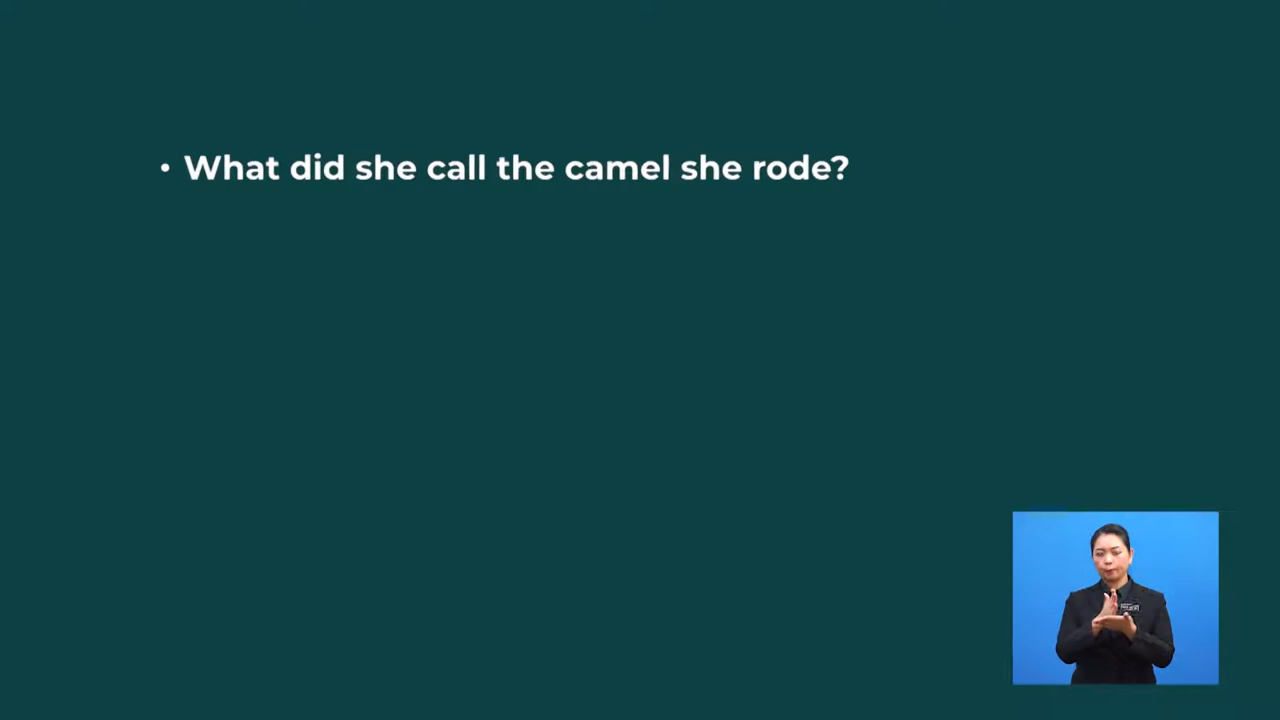 • What did she call the camel she rode?